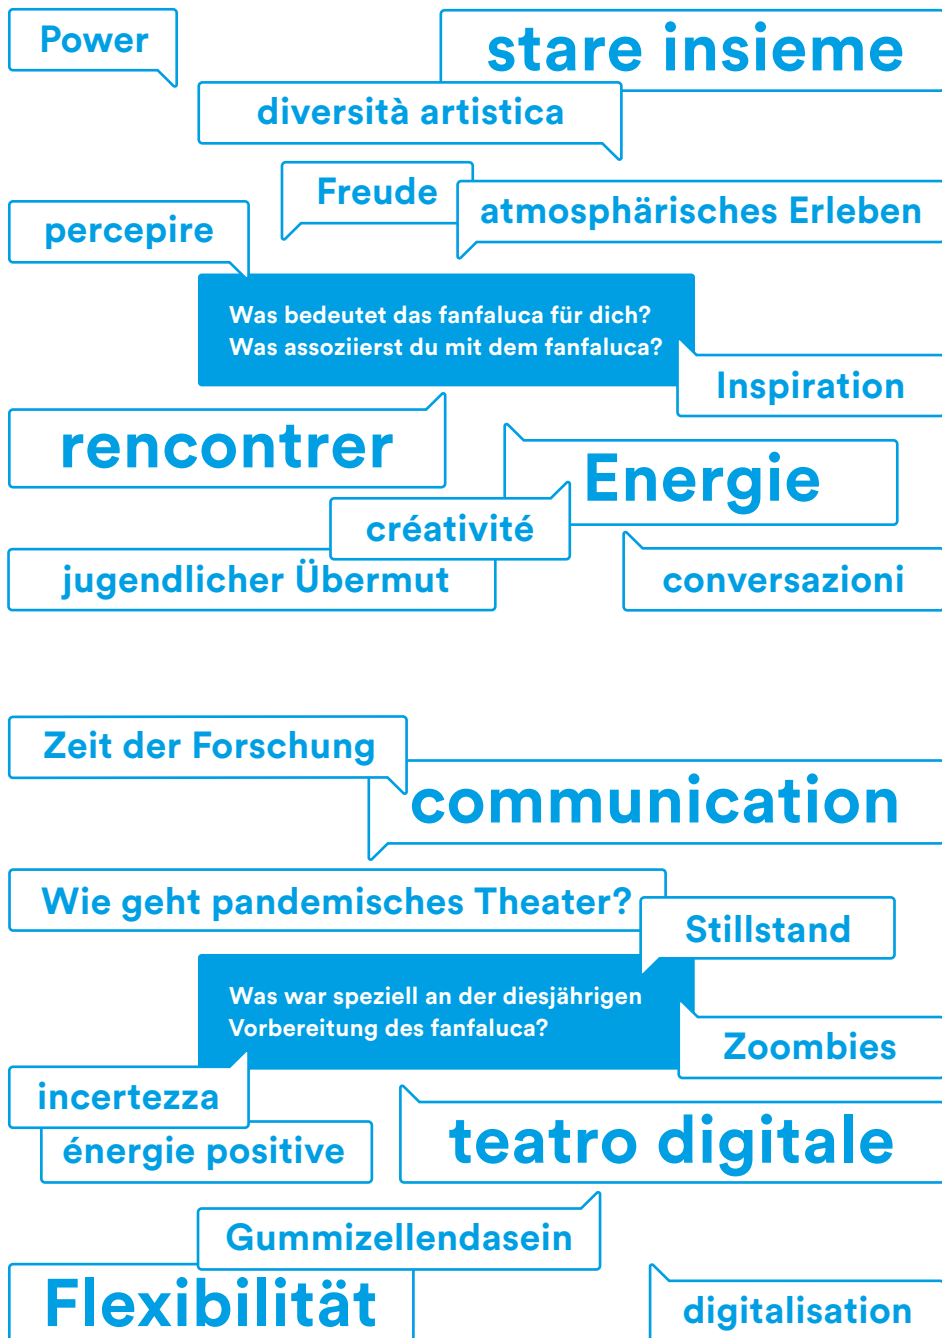 Power
stare insieme
diversità artistica
Freude
atmosphärisches Erleben
percepire
Was bedeutet das fanfaluca für dich?
Was assoziierst du mit dem fanfaluca?
Inspiration
rencontrer
Energie
créativité
jugendlicher Übermut
conversazioni
Zeit der Forschung
communication
Wie geht pandemisches Theater?
Stillstand
Was war speziell an der diesjährigen
Vorbereitung des fanfaluca?
Zoombies
incertezza
énergie positive
teatro digitale
Gummizellendasein
Flexibilität
digitalisation